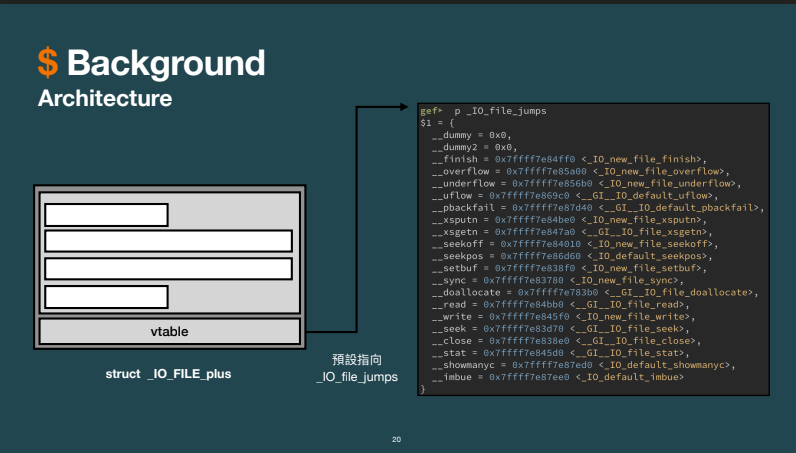 $ Background
Architecture
vtable
struct _IO_FILE_plus
預設指向
_IO_file_jumps
gef➤  p _IO_file_jumps
$1 = {
  __dummy = 0x0,
  __dummy2 = 0x0,
  __finish = 0x7ffff7e84ff0 <_IO_new_file_finish>,
  __overflow = 0x7ffff7e85a00 <_IO_new_file_overflow>,
  __underflow = 0x7ffff7e856b0 <_IO_new_file_underflow>,
  __uflow = 0x7ffff7e869c0 <__GI__IO_default_uflow>,
  __pbackfail = 0x7ffff7e87d40 <__GI__IO_default_pbackfail>,
  __xsputn = 0x7ffff7e84be0 <_IO_new_file_xsputn>,
  __xsgetn = 0x7ffff7e847a0 <__GI__IO_file_xsgetn>,
  __seekoff = 0x7ffff7e84010 <_IO_new_file_seekoff>,
  __seekpos = 0x7ffff7e86d60 <_IO_default_seekpos>,
  __setbuf = 0x7ffff7e838f0 <_IO_new_file_setbuf>,
  __sync = 0x7ffff7e83780 <_IO_new_file_sync>,
  __doallocate = 0x7ffff7e783b0 <__GI__IO_file_doallocate>,
  __read = 0x7ffff7e84bb0 <__GI__IO_file_read>,
  __write = 0x7ffff7e845f0 <_IO_new_file_write>,
  __seek = 0x7ffff7e83d70 <__GI__IO_file_seek>,
  __close = 0x7ffff7e838e0 <__GI__IO_file_close>,
  __stat = 0x7ffff7e845d0 <__GI__IO_file_stat>,
  __showmanyc = 0x7ffff7e87ed0 <_IO_default_showmanyc>,
  __imbue = 0x7ffff7e87ee0 <_IO_default_imbue>
}
20